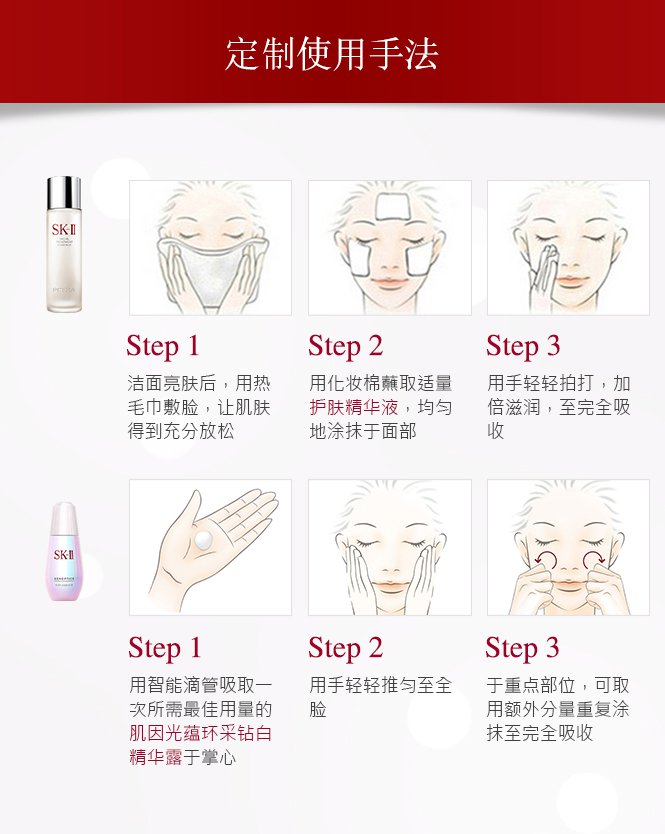 定制使用手法
SK-II
FACIAL
TREATMENT
ESSENCE
PITERA
Step 1
Step 2
Step 3
洁面亮肤后，用热
毛巾敷脸，让肌肤
得到充分放松
用化妆棉蘸取适量
护肤精华液，均匀
地涂抹于面部
用手轻轻拍打，加
倍滋润，至完全吸
收
SK-II
GENOPTICS
Step 1
Step 2
Step 3
用智能滴管吸取一
次所需最佳用量的
肌因光蕴环采钻白
精华露于掌心
用手轻轻推匀至全
脸
于重点部位，可取
用额外分量重复涂
抹至完全吸收